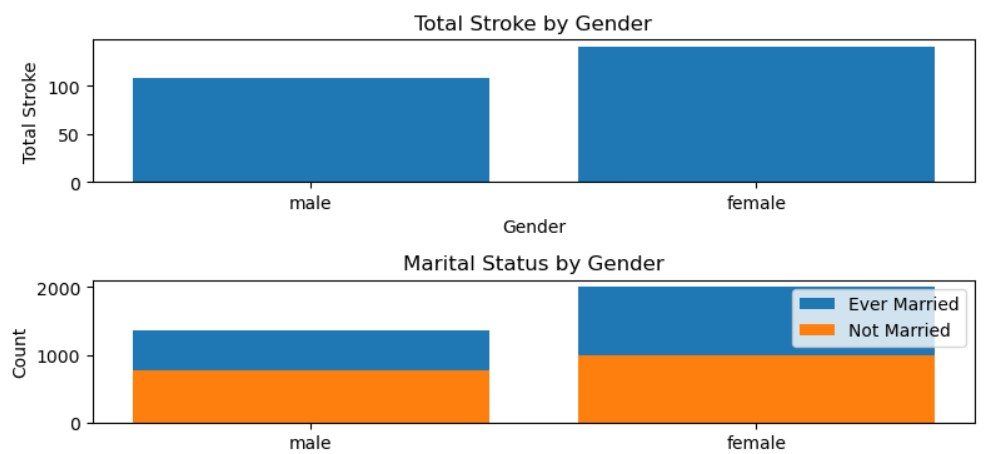 Total Stroke by Gender
Total Stroke
100
50
0
male female
Gender
Marital Status by Gender
Count
2000
1000
0
Ever Married
Not Married
male female